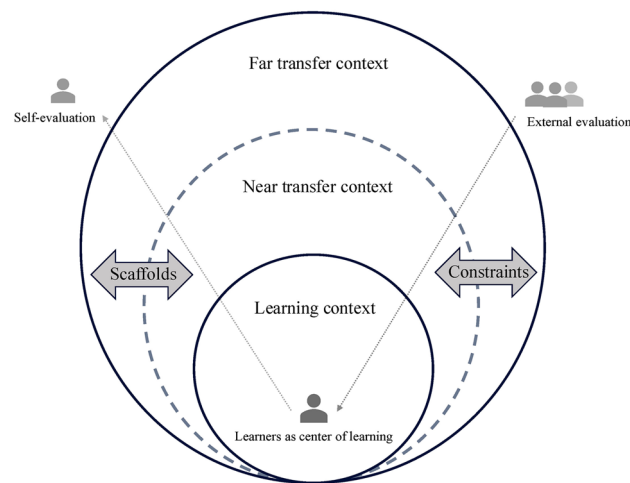 Far transfer context
Self-evaluation
External evaluation
Near transfer context
Scaffolds
Constraints
Learning context
Learners as center of learning